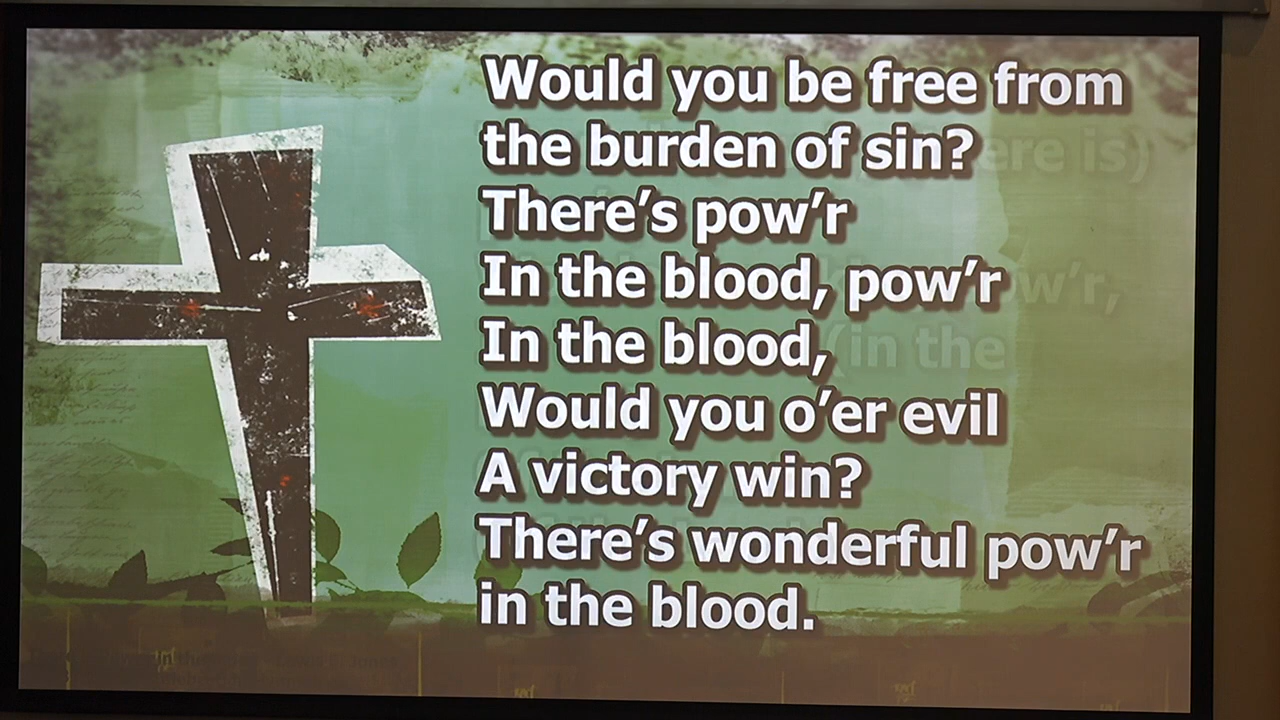 Would you be free from
the burden of sin?
There's pow'r
In the blood, pow'r
In the blood,
Would you o'er evil
A victory win?
There's wonderful pow'r
in the blood.